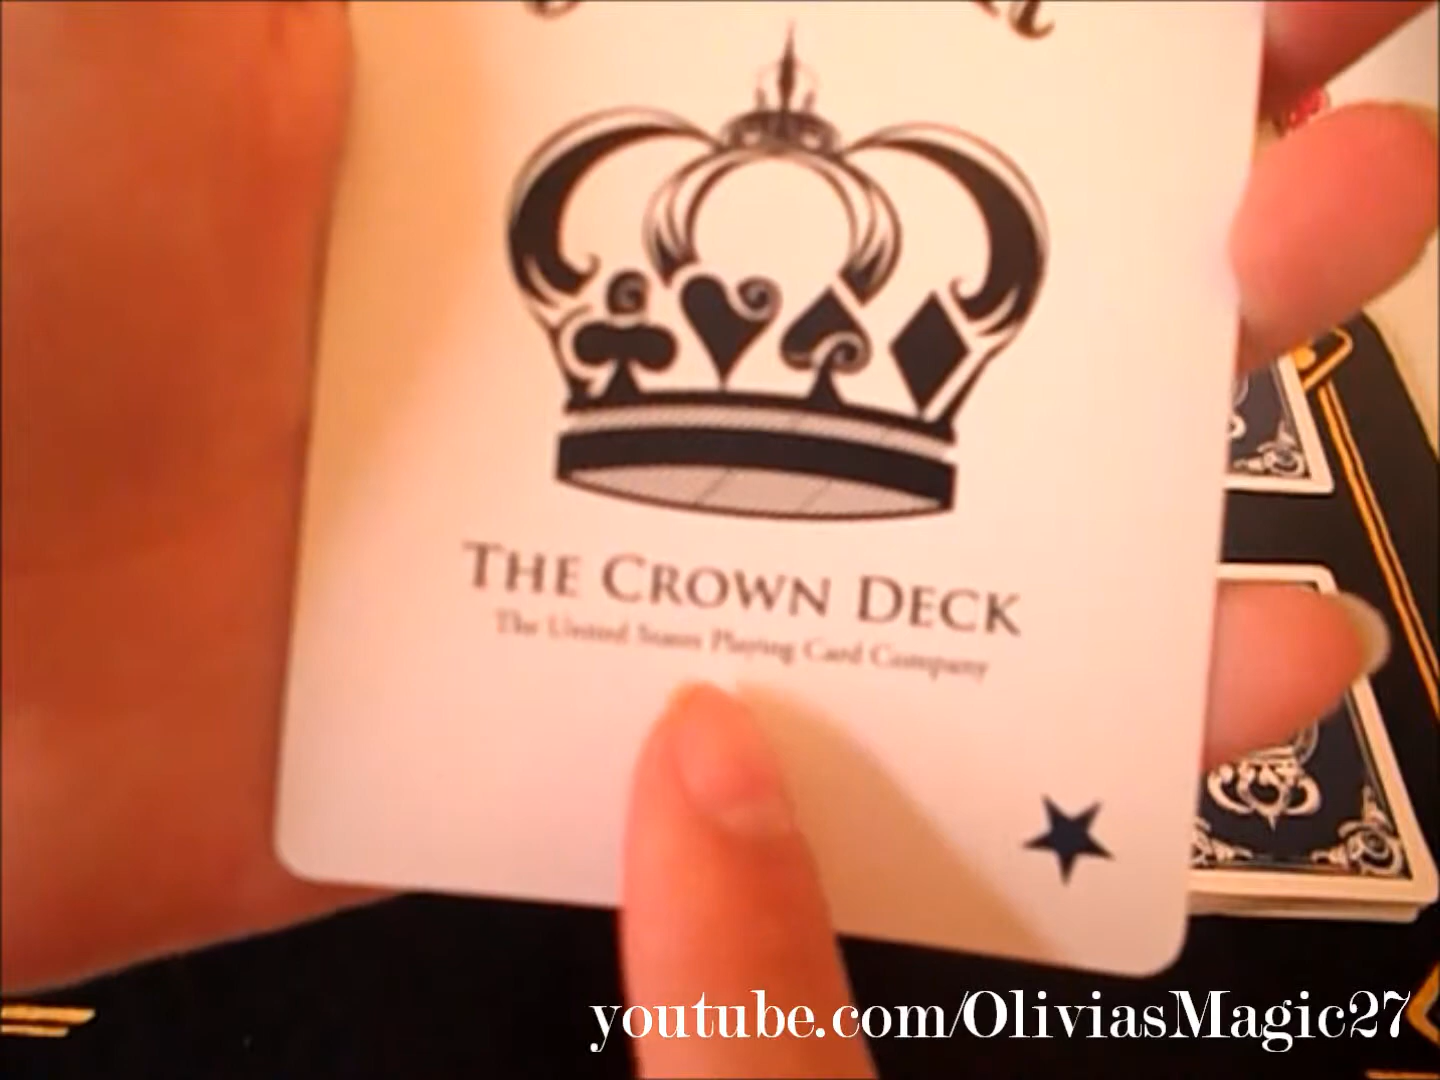 THE CROWN DECK
The United States Playing Card Company
youtube.com/OliviasMagic27